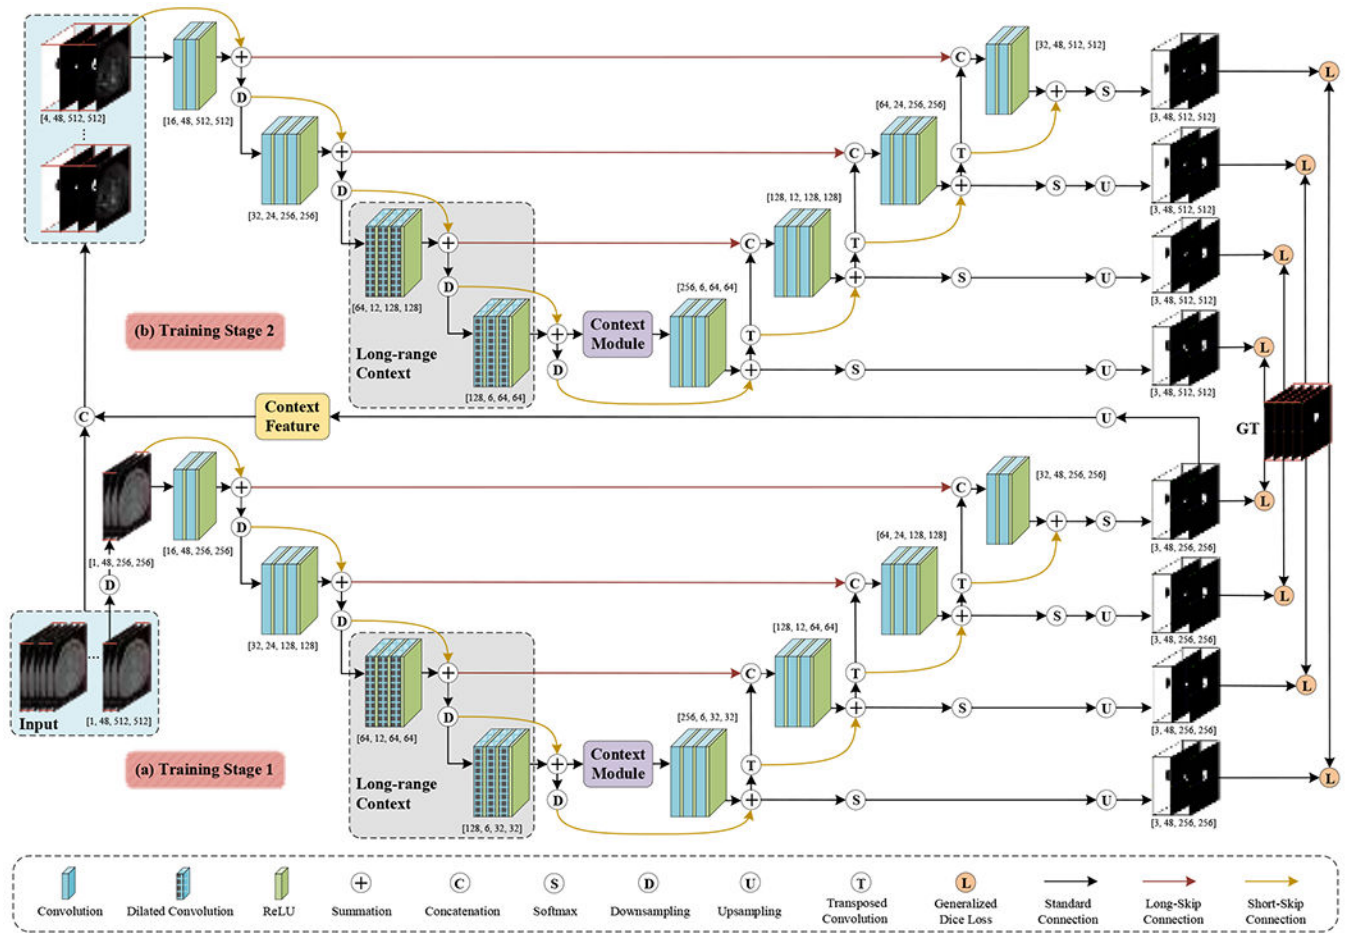 C
L
[32, 48, 512, 512]
S
[4, 48, 512, 512]
D
[16, 48, 512, 512]
[64, 24, 256, 256]
[3, 48, 512, 512]
C
T
L
D
S
U
[32, 24, 256, 256]
[128, 12, 128, 128]
[3, 48, 512, 512]
C
T
L
S
U
D
[64, 12, 128, 128]
[256, 6, 64, 64]
[3, 48, 512, 512]
(b) Training Stage 2
Context
Module
T
L
Long-range
Context
D
S
U
[128, 6, 64, 64]
[3, 48, 512, 512]
C
Context
Feature
U
GT
[32, 48, 256, 256]
C
L
D
S
[1, 48, 256, 256]
[16, 48, 256, 256]
[64, 24, 128, 128]
[3, 48, 256, 256]
D
C
T
L
D
S
U
[32, 24, 128, 128]
[128, 12, 64, 64]
[3, 48, 256, 256]
...
C
T
L
Input
[1, 48, 512, 512]
D
S
U
[64, 12, 64, 64]
[256, 6, 32, 32]
[3, 48, 256, 256]
(a) Training Stage 1
Context
Module
T
L
Long-range
Context
D
S
U
[128, 6, 32, 32]
[3, 48, 256, 256]
+ C S D U T L
Convolution Dilated Convolution ReLU Summation Concatenation Softmax Downsampling Upsampling Transposed
Convolution Generalized
Dice Loss Standard
Connection Long-Skip
Connection Short-Skip
Connection